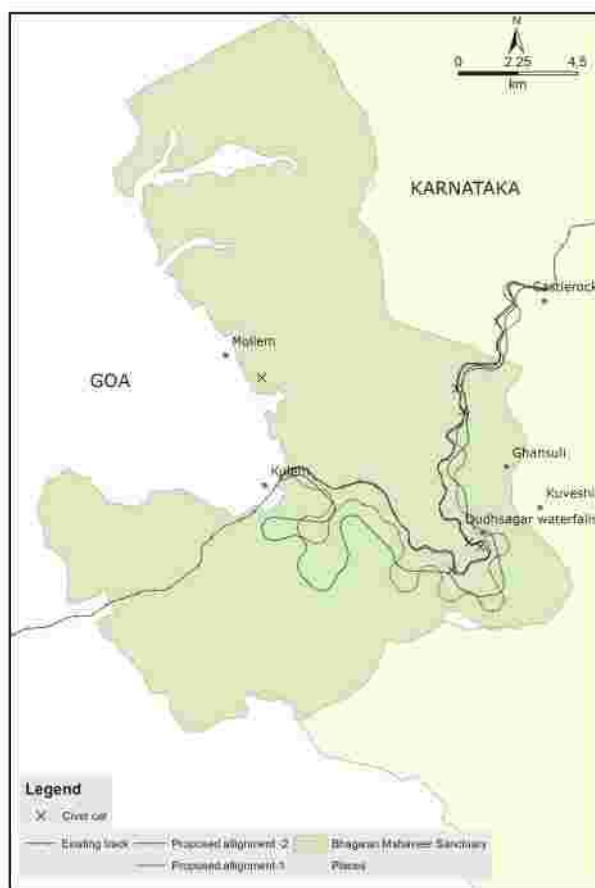 N
0 2.25 4.5
km
KARNATAKA
Castlerock
Mollem
GOA
Ghansuli
Kulem
Kuveshi
Dudhsagar waterfalls
Legend
Civet cat
Existing track
Proposed allignment -2
Bhagwan Mahaveer Sanctuary
Proposed allignment-1
Places